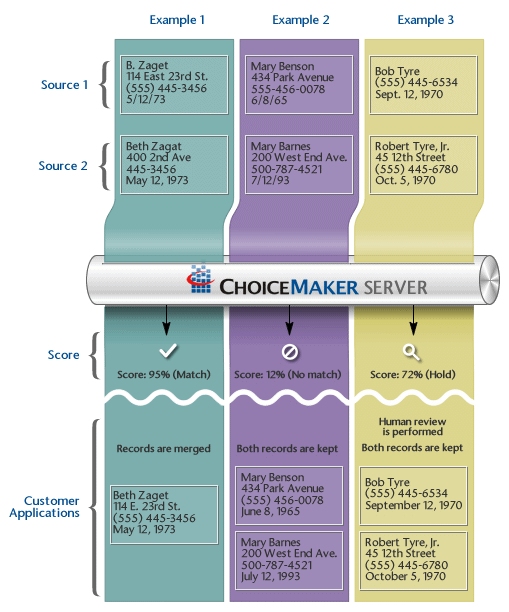 Example 1
Example 2
Example 3
Source 1
B. Zaget
114 East 23rd St.
(555) 445-3456
5/12/73
Mary Benson
434 Park Avenue
555-456-0078
6/8/65
Bob Tyre
(555) 445-6534
Sept. 12, 1970
Source 2
Beth Zagat
400 2nd Ave
445-3456
May 12, 1973
Mary Barnes
200 West End Ave.
500-787-4521
7/12/93
Robert Tyre, Jr.
45 12th Street
(555) 445-6780
Oct. 5, 1970
CHOICEMAKER SERVER
Score
Score: 95% (Match)
Score: 12% (No match)
Score: 72% (Hold)
Customer
Applications
Records are merged
Both records are kept
Human review
is performed
Both records are kept
Beth Zaget
114 E. 23rd St.
(555) 445-3456
May 12, 1973
Mary Benson
434 Park Avenue
(555) 456-0078
June 8, 1965
Bob Tyre
(555) 445-6534
September 12, 1970
Mary Barnes
200 West End Ave.
500-787-4521
July 12, 1993
Robert Tyre, Jr.
45 12th Street
(555) 445-6780
October 5, 1970